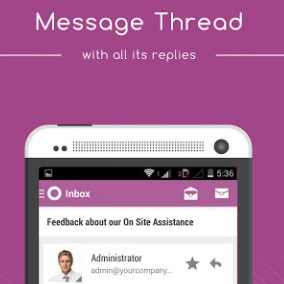 Message Thread
with all its replies
5:36
Inbox
Feedback about our On Site Assistance
Administrator
admin@yourcompany...